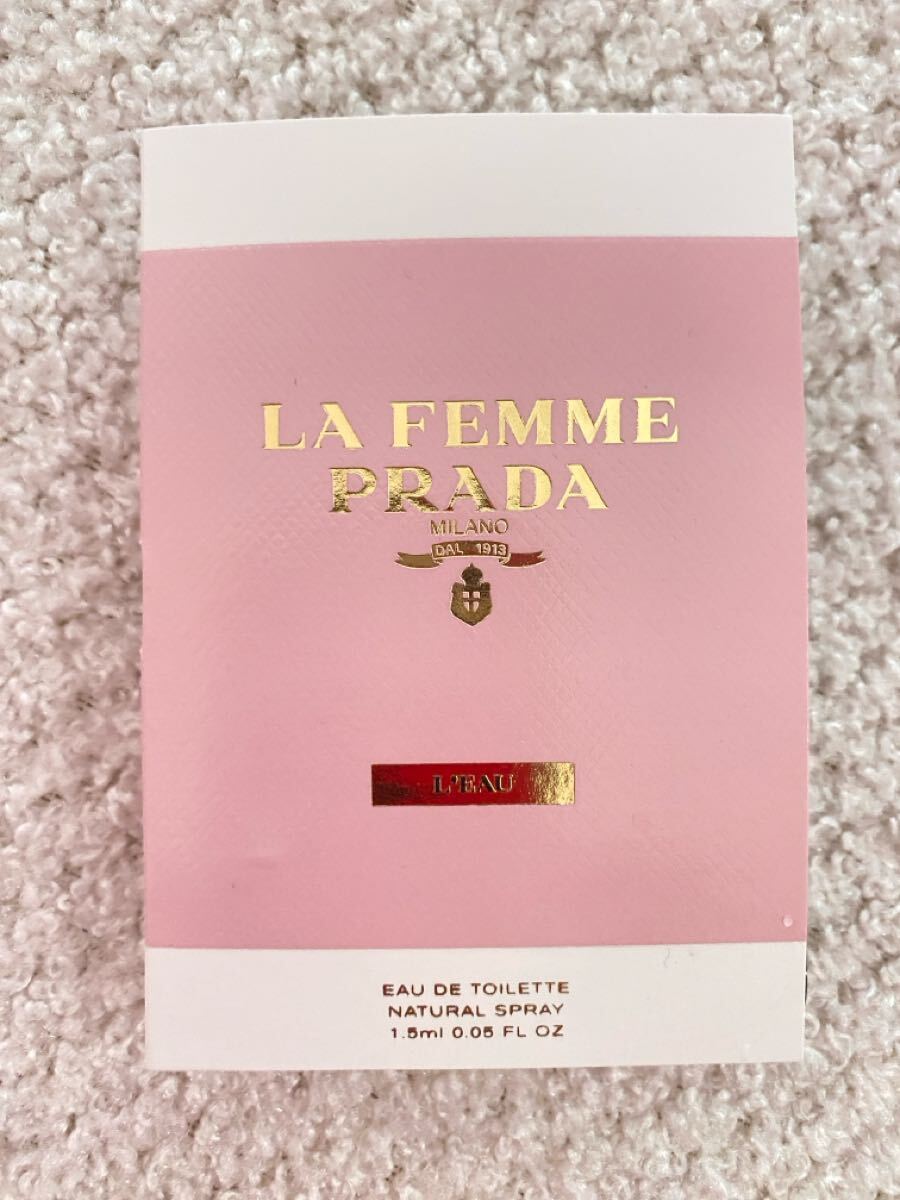 LA FEMME
PRADA
MILANO
DAL 1913
L'EAU
EAU DE TOILETTE
NATURAL SPRAY
1.5ml 0.05 FL OZ